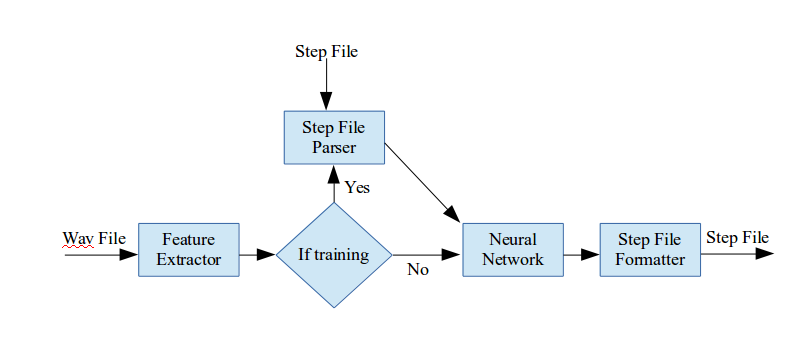 Step File
Step File
Parser
Yes
Wav File
Feature
Extractor
If training
No
Neural
Network
Step File
Formatter
Step File